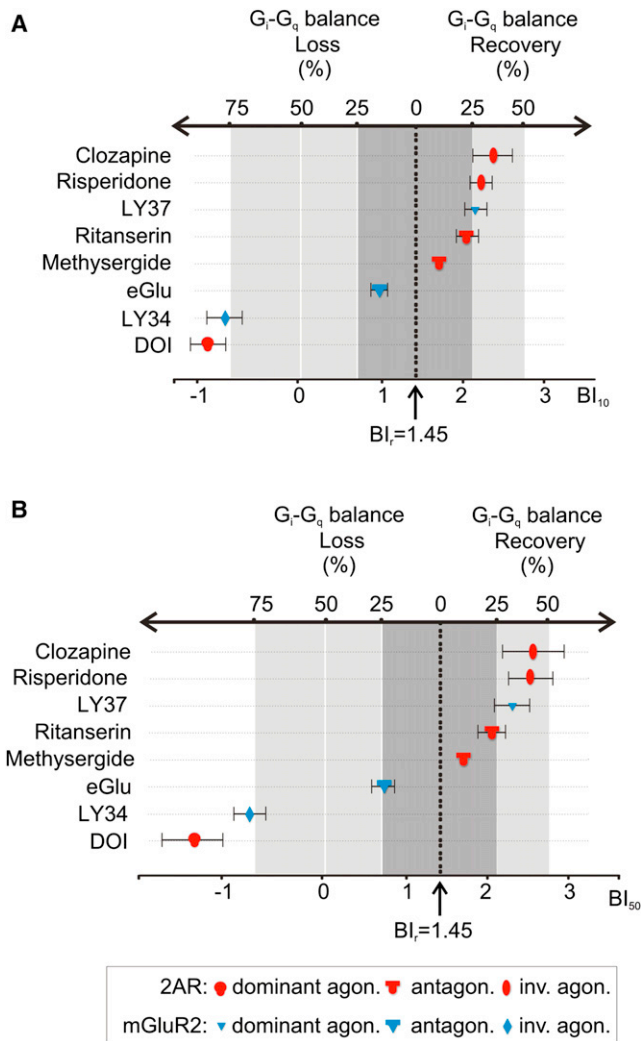 A
Gi-Gq balance Loss (%)
Gi-Gq balance Recovery (%)
75 50 25 0 25 50
Clozapine
Risperidone
LY37
Ritanserin
Methysergide
eGlu
LY34
DOI
-1 0 1 2 3 BI10
BIr=1.45
B
Gi-Gq balance Loss (%)
Gi-Gq balance Recovery (%)
75 50 25 0 25 50
Clozapine
Risperidone
LY37
Ritanserin
Methysergide
eGlu
LY34
DOI
-1 0 1 2 3 BI50
BIr=1.45
2AR: dominant agon. antagon. inv. agon.
mGluR2: dominant agon. antagon. inv. agon.